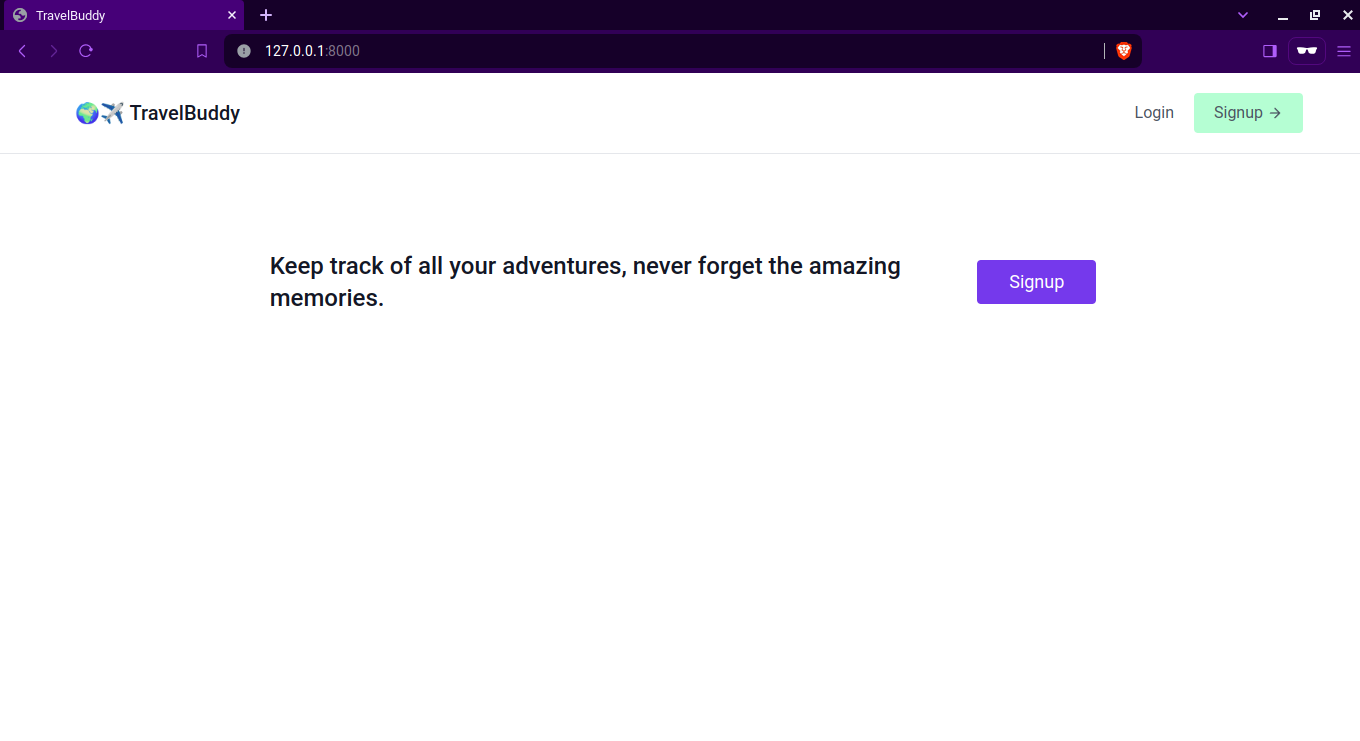 TravelBuddy
127.0.0.1:8000
🌍✈️ TravelBuddy
Login
Signup →
Keep track of all your adventures, never forget the amazing
memories.
Signup